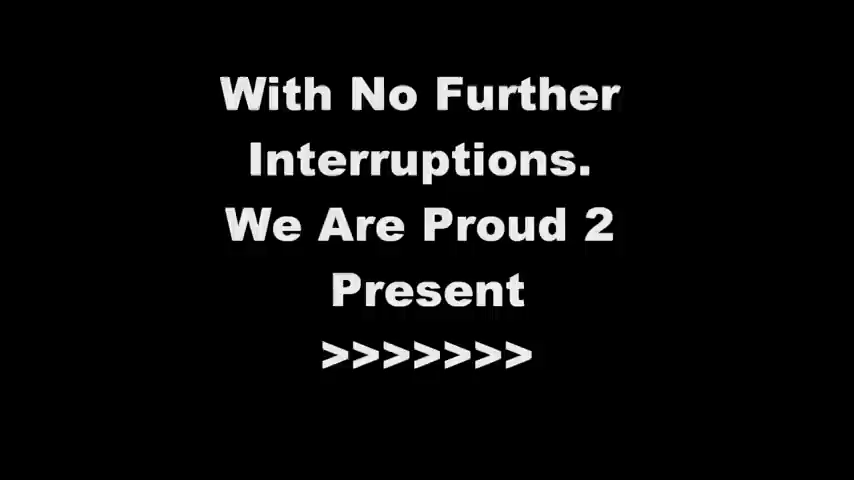 With No Further
Interruptions.
We Are Proud 2
Present
>>>>>>>